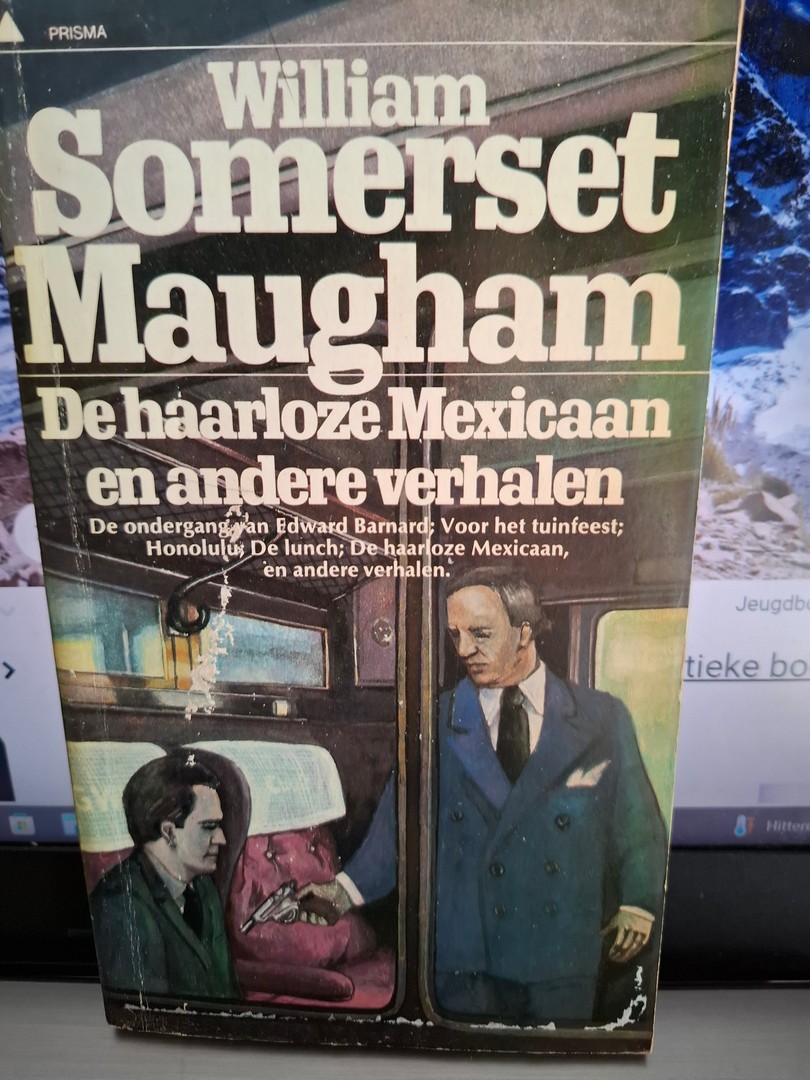 PRISMA
William
Somerset
Maugham
De haarloze Mexicaan
en andere verhalen
De ondergang van Edward Barnard; Voor het tuinfeest;
Honolulu; De lunch; De haarloze Mexicaan,
en andere verhalen.
Jeugdbo
tieke bo
Hitte